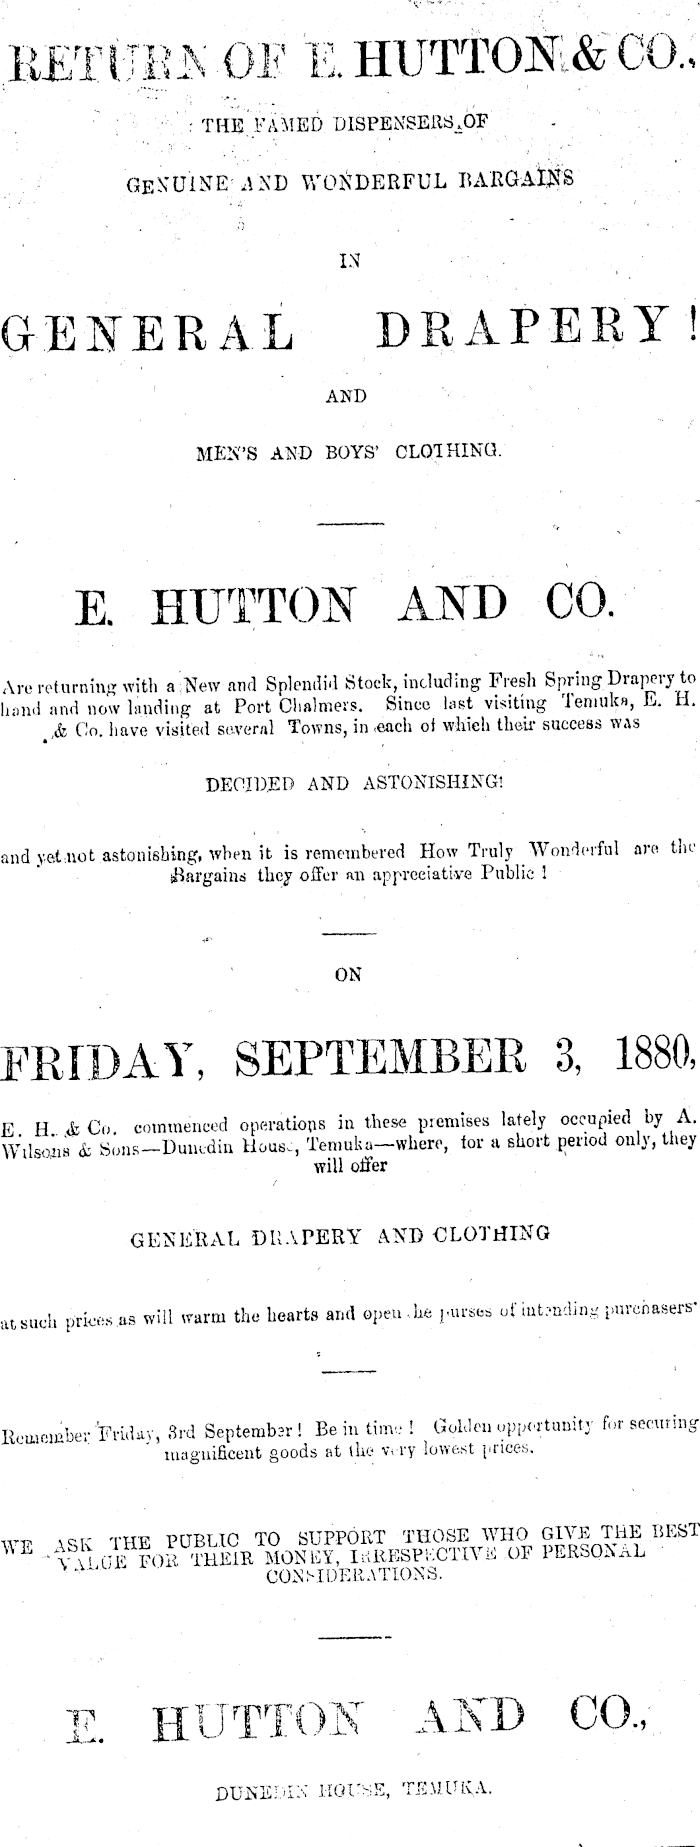 RETURN OF E. HUTTON & CO.,
THE FAMED DISPENSERS OF
GENUINE AND WONDERFUL BARGAINS
IN
GENERAL DRAPERY!
AND
MEN'S AND BOYS' CLOTHING.
E. HUTTON AND CO.
Are returning with a New and Splendid Stock, including Fresh Spring Drapery to
hand and now landing at Port Chalmers. Since last visiting Temuka, E. H.
& Co. have visited several Towns, in each of which their success was
DECIDED AND ASTONISHING!
and yet not astonishing, when it is remembered How Truly Wonderful are the
Bargains they offer an appreciative Public!
ON
FRIDAY, SEPTEMBER 3, 1880,
E. H. & Co. commenced operations in these premises lately occupied by A.
Wilsons & Sons—Dunedin House, Temuka—where, for a short period only, they
will offer
GENERAL DRAPERY AND CLOTHING
at such prices as will warm the hearts and open the purses of intending purchasers'
Remember Friday, 3rd September! Be in time! Golden opportunity for securing
magnificent goods at the very lowest prices.
WE ASK THE PUBLIC TO SUPPORT THOSE WHO GIVE THE BEST
VALUE FOR THEIR MONEY, IRRESPECTIVE OF PERSONAL
CONSIDERATIONS.
E. HUTTON AND CO.,
DUNEDIN HOUSE, TEMUKA.